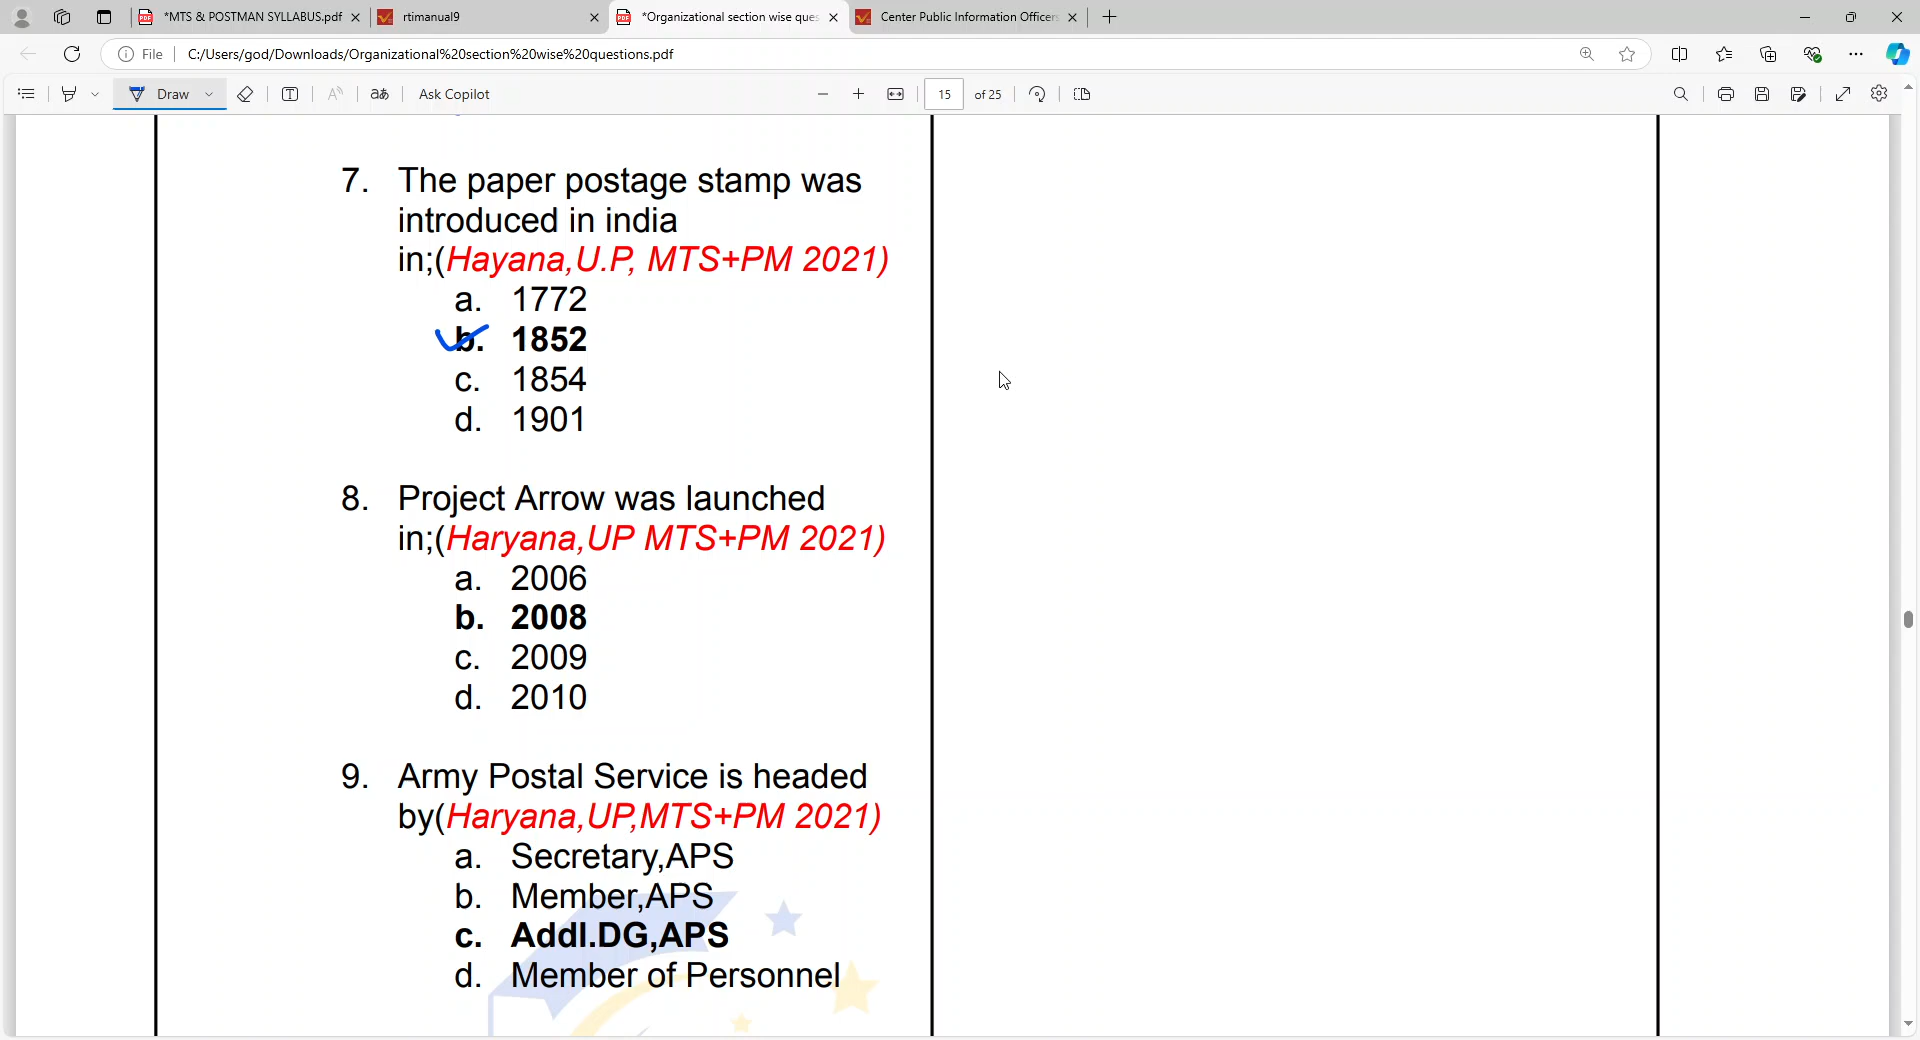 *MTS & POSTMAN SYLLABUS.pdf
rtimanual9
*Organizational section wise ques
Center Public Information Officers
File
C:/Users/god/Downloads/Organizational%20section%20wise%20questions.pdf
Draw
aあ
Ask Copilot
15
of 25
7. The paper postage stamp was
introduced in india
in;(Hayana,U.P, MTS+PM 2021)
a. 1772
b. 1852
c. 1854
d. 1901
8. Project Arrow was launched
in;(Haryana,UP MTS+PM 2021)
a. 2006
b. 2008
c. 2009
d. 2010
9. Army Postal Service is headed
by(Haryana,UP,MTS+PM 2021)
a. Secretary,APS
b. Member,APS
c. Addl.DG,APS
d. Member of Personnel